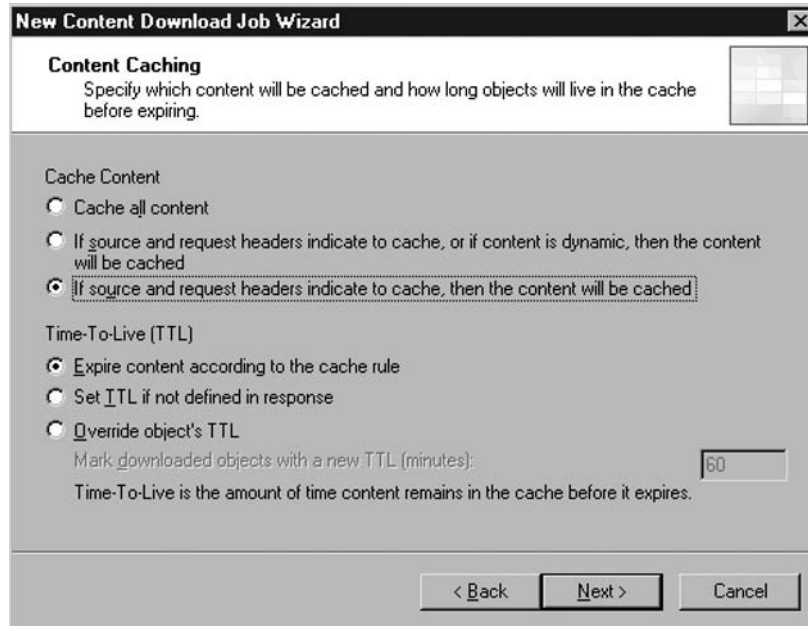 New Content Download Job Wizard
Content Caching
Specify which content will be cached and how long objects will live in the cache
before expiring.
Cache Content
Cache all content
If source and request headers indicate to cache, or if content is dynamic, then the content
will be cached
If source and request headers indicate to cache, then the content will be cached
Time-To-Live (TTL)
Expire content according to the cache rule
Set TTL if not defined in response
Override object's TTL
Mark downloaded objects with a new TTL (minutes):
60
Time-To-Live is the amount of time content remains in the cache before it expires.
< Back
Next >
Cancel